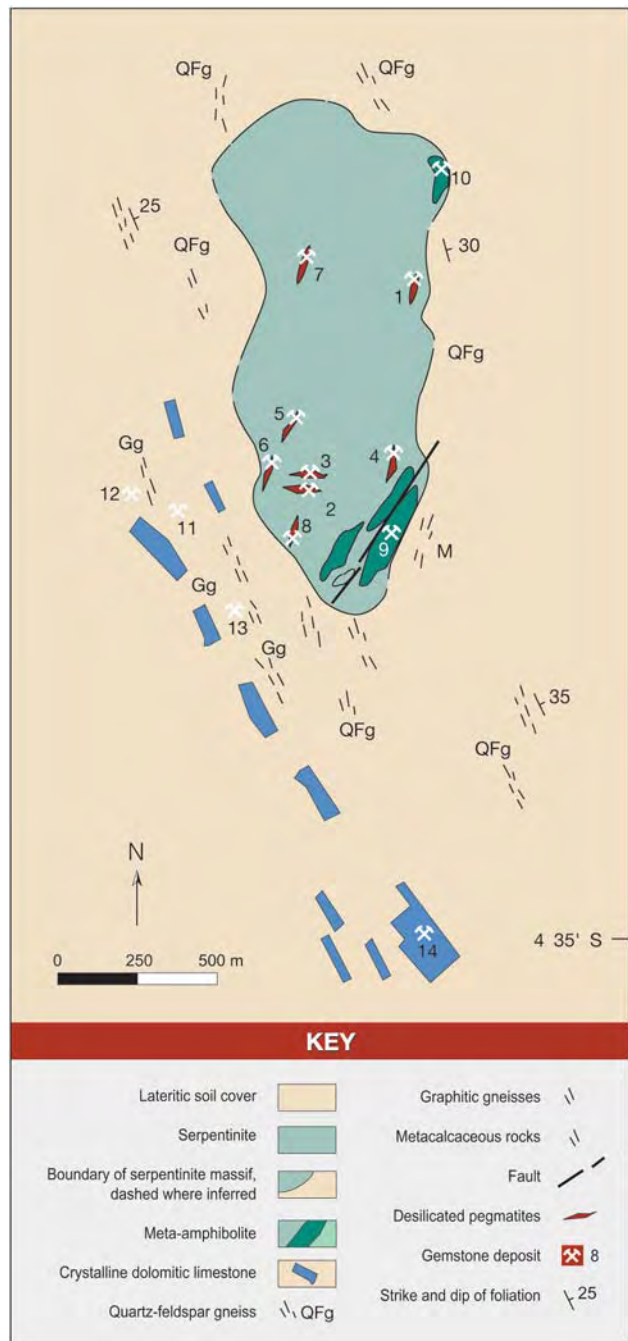 QFg
QFg
10
25
30
QFg
7
1
QFg
5
6
3
4
Gg
12
2
11
8
9
M
Gg
13
Gg
35
QFg
QFg
N
14
4 35' S
0 250 500 m
KEY
Lateritic soil cover
Serpentinite
Boundary of serpentinite massif,
dashed where inferred
Meta-amphibolite
Crystalline dolomitic limestone
Quartz-feldspar gneiss QFg
Graphitic gneisses
Metacalcaceous rocks
Fault
Desilicated pegmatites
Gemstone deposit 8
Strike and dip of foliation 25